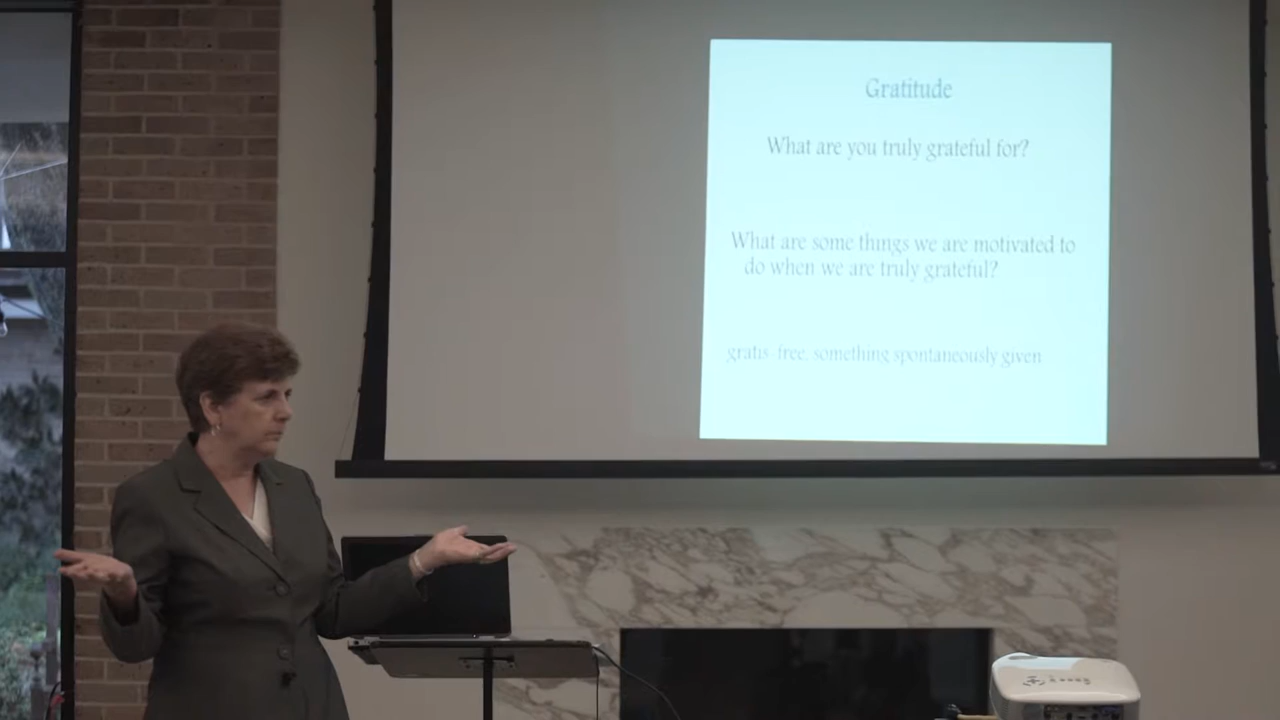 Gratitude
What are you truly grateful for?
What are some things we are motivated to
do when we are truly grateful?
gratis-free, something spontaneously given